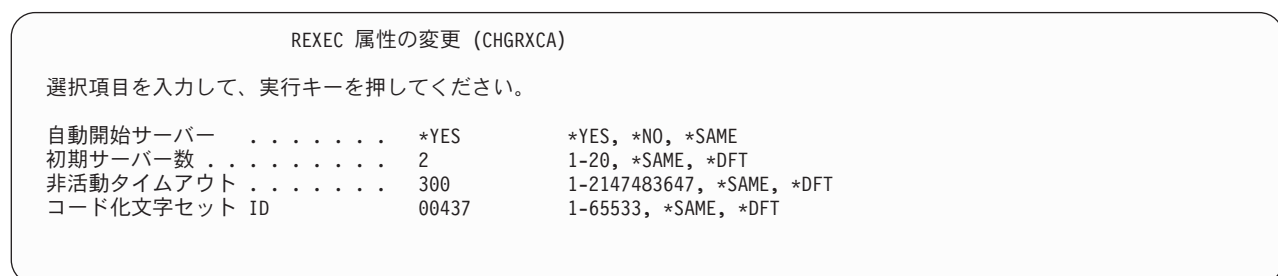 REXEC 属性の変更 (CHGRXCA)
選択項目を入力して、実行キーを押してください。
自動開始サーバー . . . . . . . *YES *YES, *NO, *SAME
初期サーバー数 . . . . . . . . . 2 1-20, *SAME, *DFT
非活動タイムアウト . . . . . . . 300 1-2147483647, *SAME, *DFT
コード化文字セット ID 00437 1-65533, *SAME, *DFT